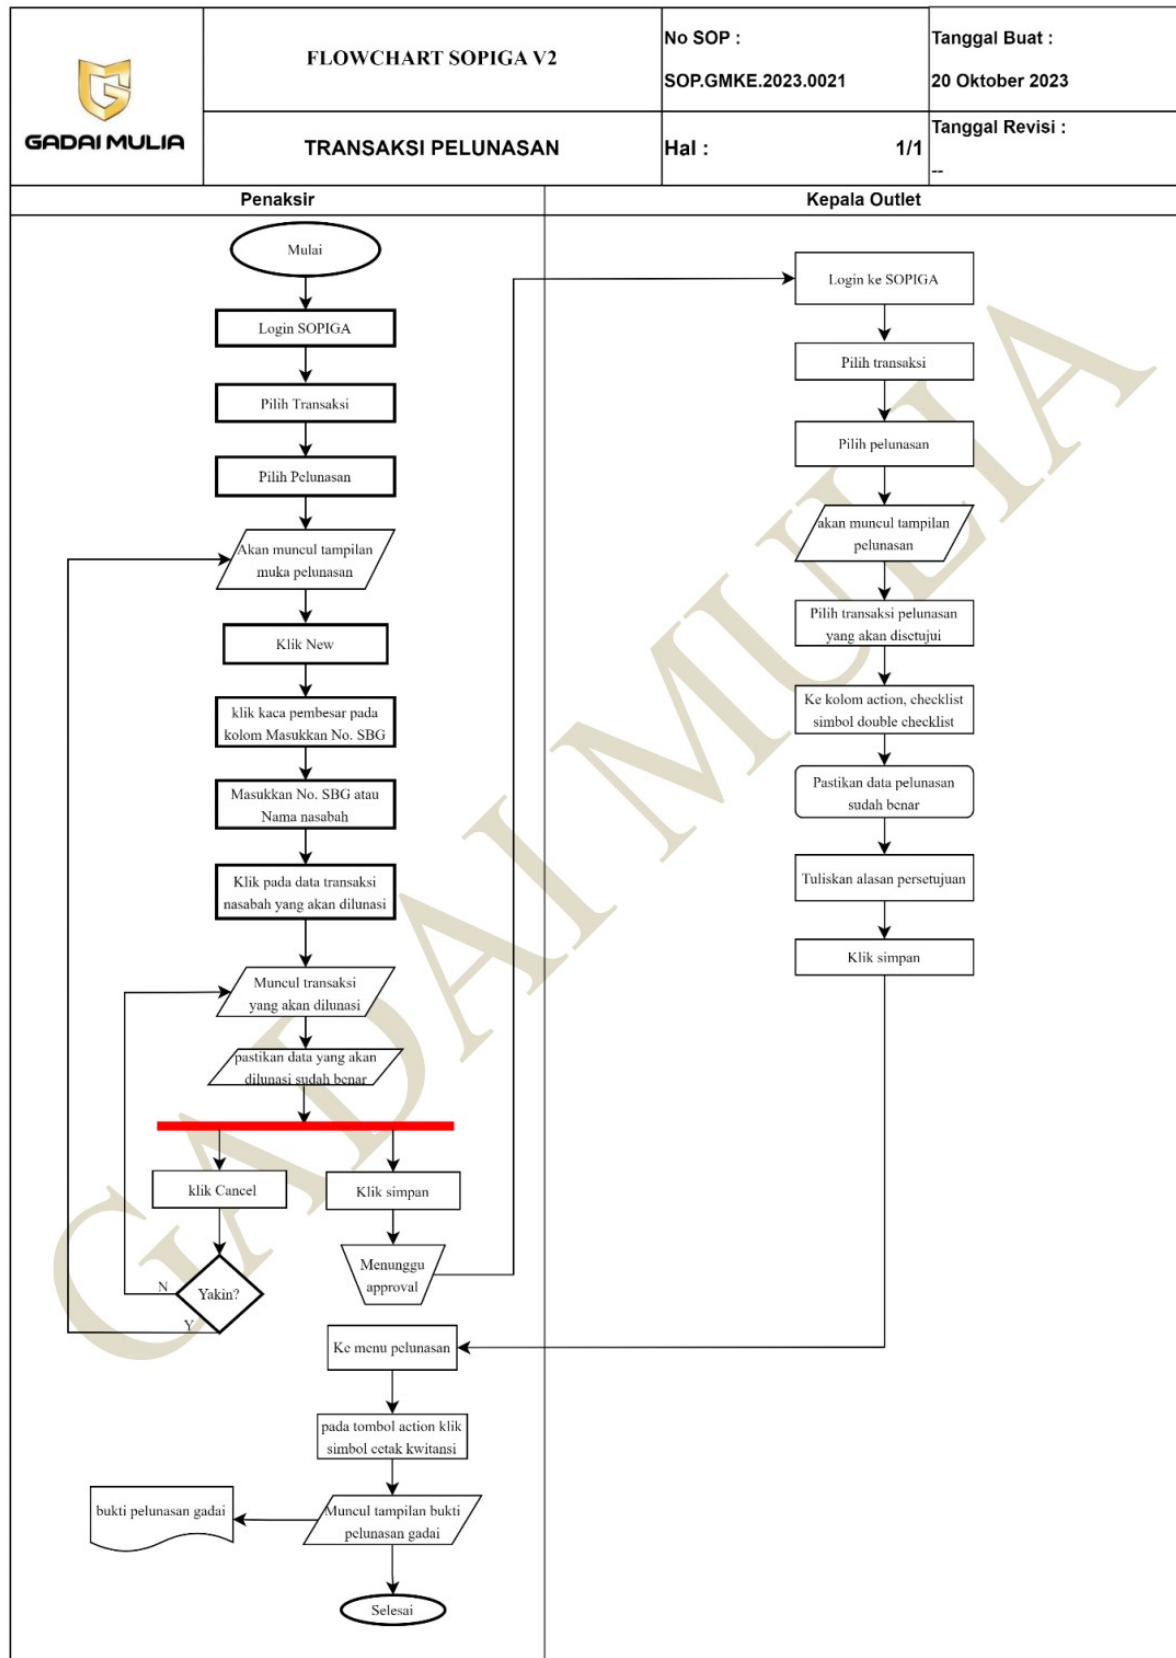 GADAI MULIA
FLOWCHART SOPIGA V2
TRANSAKSI PELUNASAN
No SOP :
SOP.GMKE.2023.0021
Hal : 1/1
Tanggal Buat :
20 Oktober 2023
Tanggal Revisi :
--
Penaksir
Mulai
Login SOPIGA
Pilih Transaksi
Pilih Pelunasan
Akan muncul tampilan
muka pelunasan
Klik New
klik kaca pembesar pada
kolom Masukkan No. SBG
Masukkan No. SBG atau
Nama nasabah
Klik pada data transaksi
nasabah yang akan dilunasi
Muncul transaksi
yang akan dilunasi
pastikan data yang akan
dilunasi sudah benar
klik Cancel
Klik simpan
Yakin?
N
Y
Menunggu
approval
Kepala Outlet
Login ke SOPIGA
Pilih transaksi
Pilih pelunasan
akan muncul tampilan
pelunasan
Pilih transaksi pelunasan
yang akan disetujui
Ke kolom action, checklist
simbol double checklist
Pastikan data pelunasan
sudah benar
Tuliskan alasan persetujuan
Klik simpan
Ke menu pelunasan
pada tombol action klik
simbol cetak kwitansi
Muncul tampilan bukti
pelunasan gadai
bukti pelunasan gadai
Selesai
GADAI MULIA